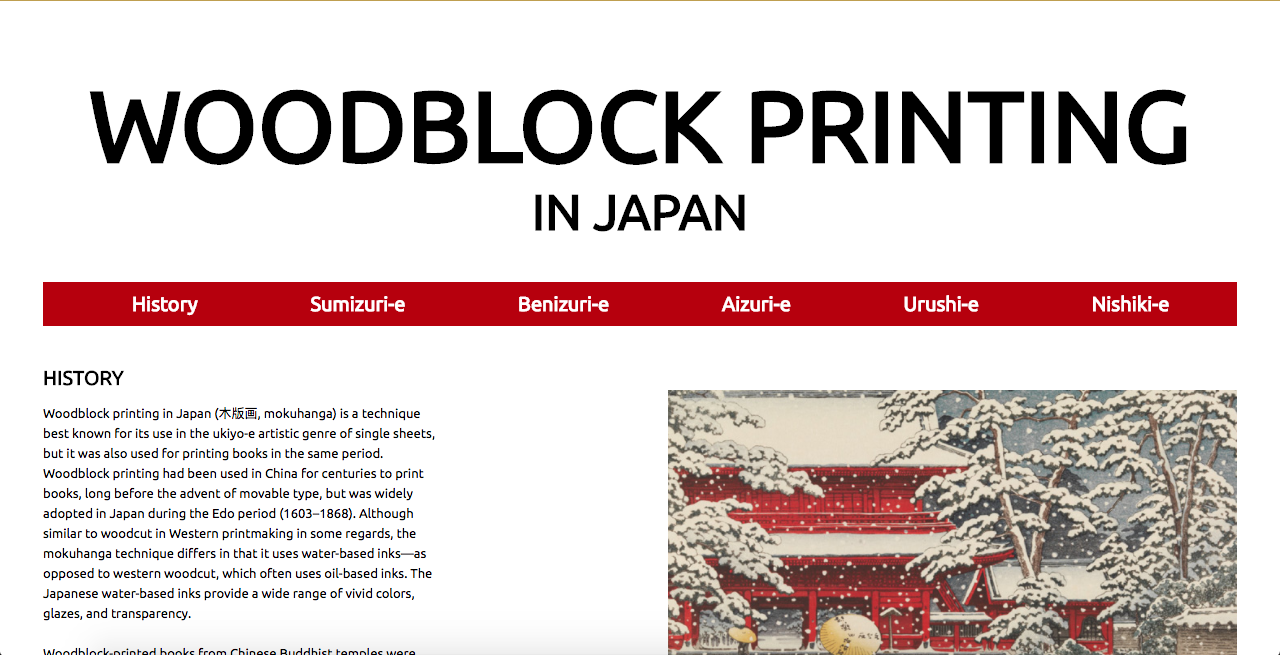 WOODBLOCK PRINTING
IN JAPAN
History Sumizuri-e Benizuri-e Aizuri-e Urushi-e Nishiki-e
HISTORY
Woodblock printing in Japan (木版画, mokuhanga) is a technique
best known for its use in the ukiyo-e artistic genre of single sheets,
but it was also used for printing books in the same period.
Woodblock printing had been used in China for centuries to print
books, long before the advent of movable type, but was widely
adopted in Japan during the Edo period (1603–1868). Although
similar to woodcut in Western printmaking in some regards, the
mokuhanga technique differs in that it uses water-based inks—as
opposed to western woodcut, which often uses oil-based inks. The
Japanese water-based inks provide a wide range of vivid colors,
glazes, and transparency.
Woodblock-printed books from Chinese Buddhist temples were